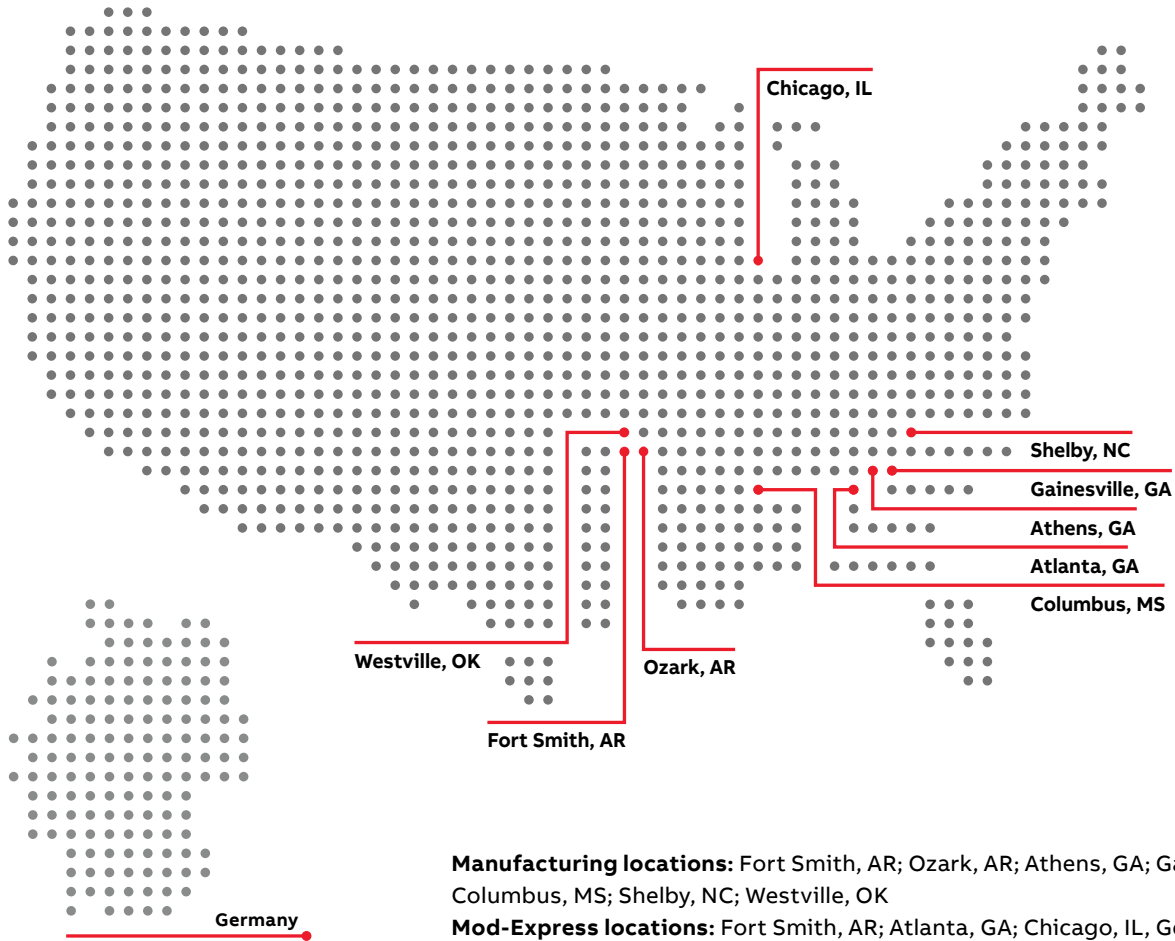 Chicago, IL
Shelby, NC
Gainesville, GA
Athens, GA
Atlanta, GA
Columbus, MS
Westville, OK
Ozark, AR
Fort Smith, AR
Germany
Manufacturing locations: Fort Smith, AR; Ozark, AR; Athens, GA;
Columbus, MS; Shelby, NC; Westville, OK
Mod-Express locations: Fort Smith, AR; Atlanta, GA; Chicago, IL,